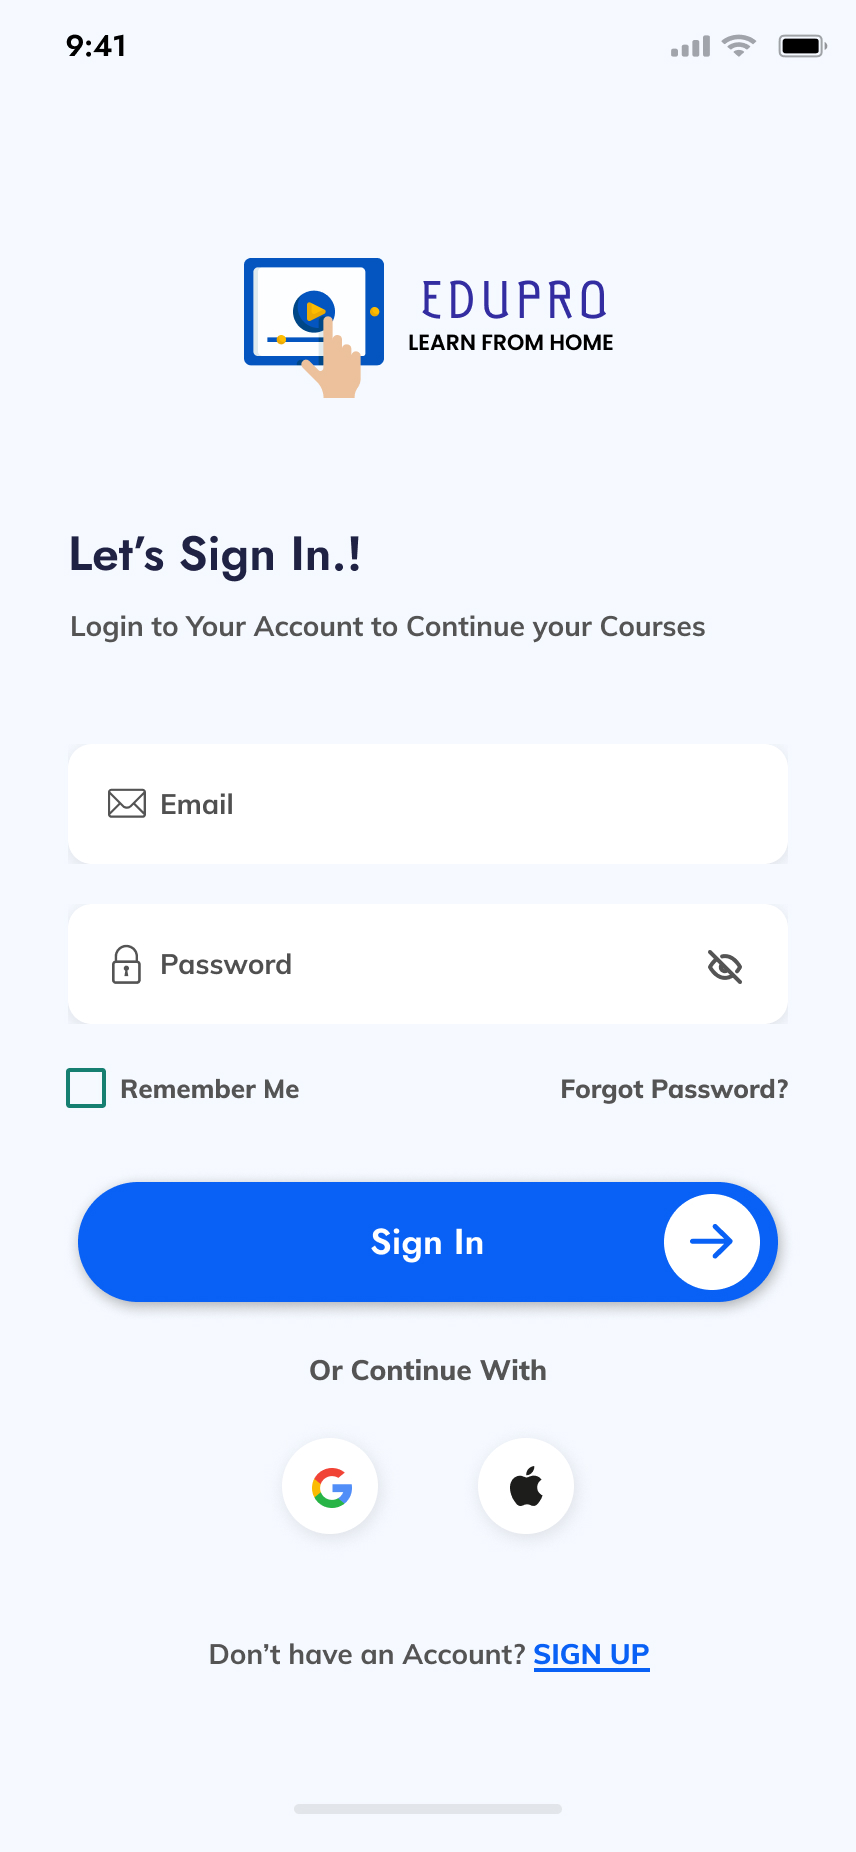 9:41
EDUPRO
LEARN FROM HOME
Let’s Sign In.!
Login to Your Account to Continue your Courses
Email
Password
Remember Me
Forgot Password?
Sign In
Or Continue With
Don’t have an Account? SIGN UP